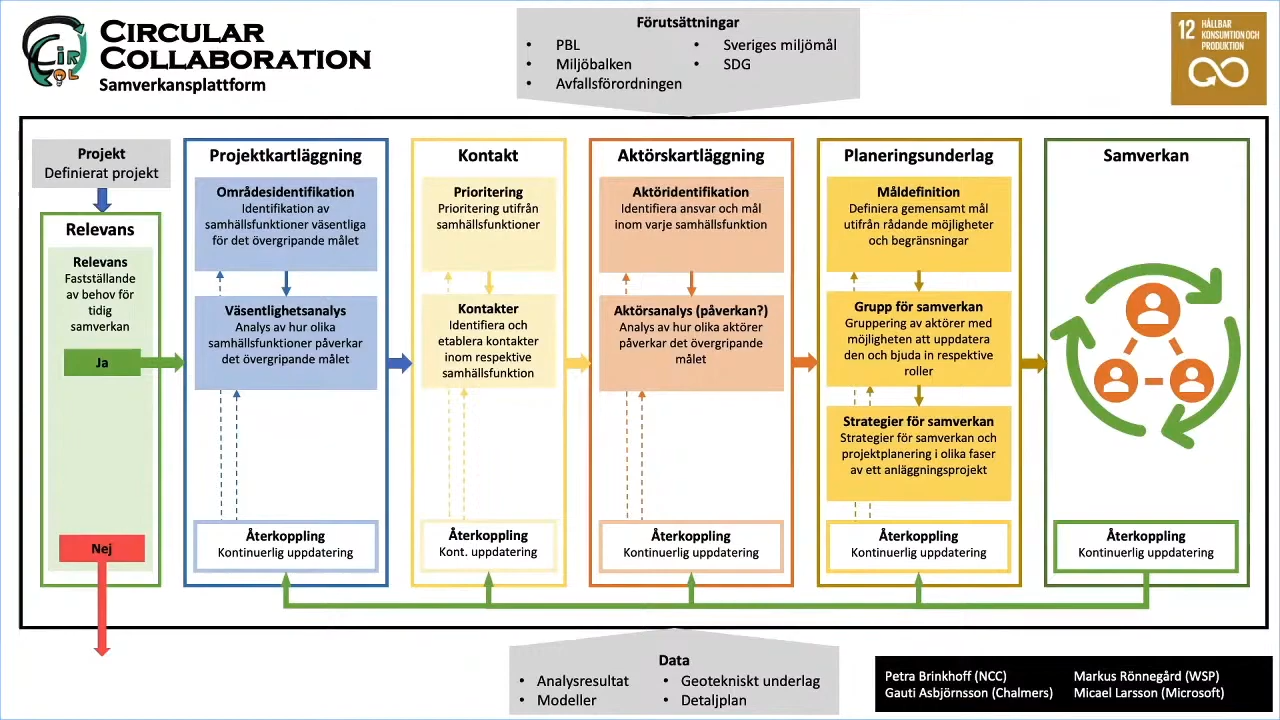 CIR
OL
CIRCULAR
COLLABORATION
Samverkansplattform
Förutsättningar
• PBL
• Miljöbalken
• Avfallsförordningen
• Sveriges miljömål
• SDG
12 HÅLLBAR
KONSUMTION OCH
PRODUKTION
Projekt
Definierat projekt
Relevans
Relevans
Fastställande
av behov för
tidig
samverkan
Ja
Nej
Projektkartläggning
Områdesidentifikation
Identifikation av
samhällsfunktioner väsentliga
för det övergripande målet
Väsentlighetsanalys
Analys av hur olika
samhällsfunktioner påverkar
det övergripande målet
Återkoppling
Kontinuerlig uppdatering
Kontakt
Prioritering
Prioritering utifrån
samhällsfunktioner
Kontakter
Identifiera och
etablera kontakter
inom respektive
samhällsfunktion
Återkoppling
Kont. uppdatering
Aktörskartläggning
Aktöridentifikation
Identifiera ansvar och mål
inom varje samhällsfunktion
Aktörsanalys (påverkan?)
Analys av hur olika aktörer
påverkar det övergripande
målet
Återkoppling
Kontinuerlig uppdatering
Planeringsunderlag
Måldefinition
Definiera gemensamt mål
utifrån rådande möjligheter
och begränsningar
Grupp för samverkan
Gruppering av aktörer med
möjligheten att uppdatera
den och bjuda in respektive
roller
Strategier för samverkan
Strategier för samverkan och
projektplanering i olika faser
av ett anläggningsprojekt
Återkoppling
Kontinuerlig uppdatering
Samverkan
Återkoppling
Kontinuerlig uppdatering
Data
• Analysresultat
• Modeller
• Geotekniskt underlag
• Detaljplan
Petra Brinkhoff (NCC)
Gauti Asbjörnsson (Chalmers)
Markus Rönnegård (WSP)
Micael Larsson (Microsoft)